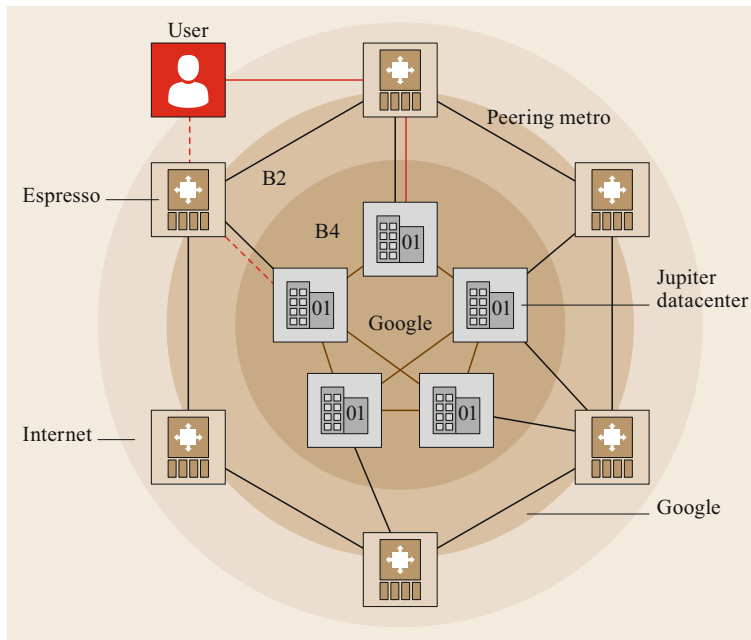 User
Peering metro
B2
Espresso
B4
01
Jupiter
datacenter
01
01
Google
01
01
Internet
Google